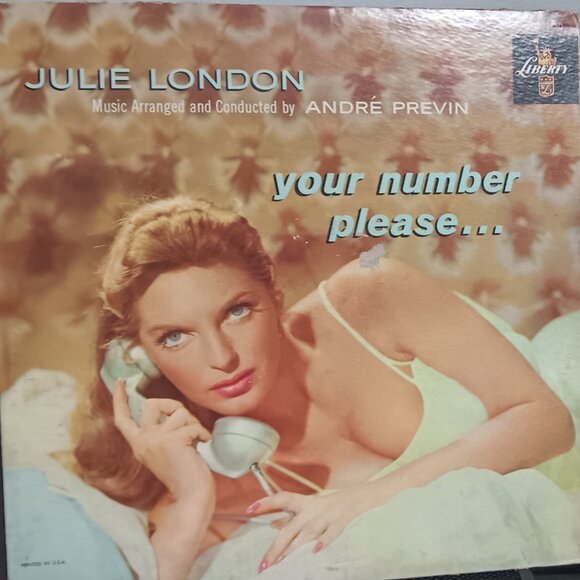 JULIE LONDON
Music Arranged and Conducted by ANDRÉ PREVIN
LIBERTY
your number
please...
PRINTED IN U.S.A.